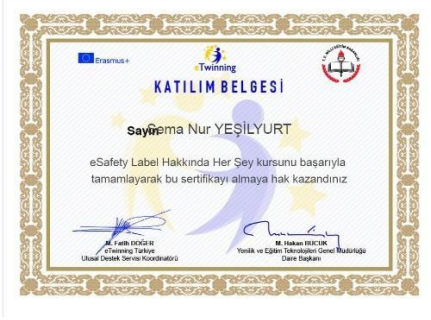 Erasmus+
eTwinning
KATILIM BELGESİ
Sayın Sema Nur YEŞİLYURT
eSafety Label Hakkında Her Şey kursunu başarıyla
tamamlayarak bu sertifikayı almaya hak kazandınız
M. Fatih DÖĞER
eTwinning Türkiye
Ulusal Destek Servisi Koordinatörü
M. Hakan BÜCÜK
Yenilik ve Eğitim Teknolojileri Genel Müdürlüğü
Daire Başkanı